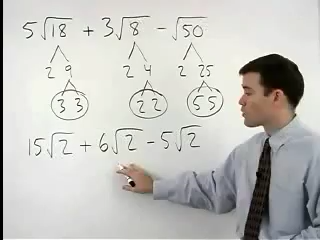 5√18 + 3√8 - √50
2 9 2 4 2 25
3 3 2 2 5 5
15√2 + 6√2 - 5√2